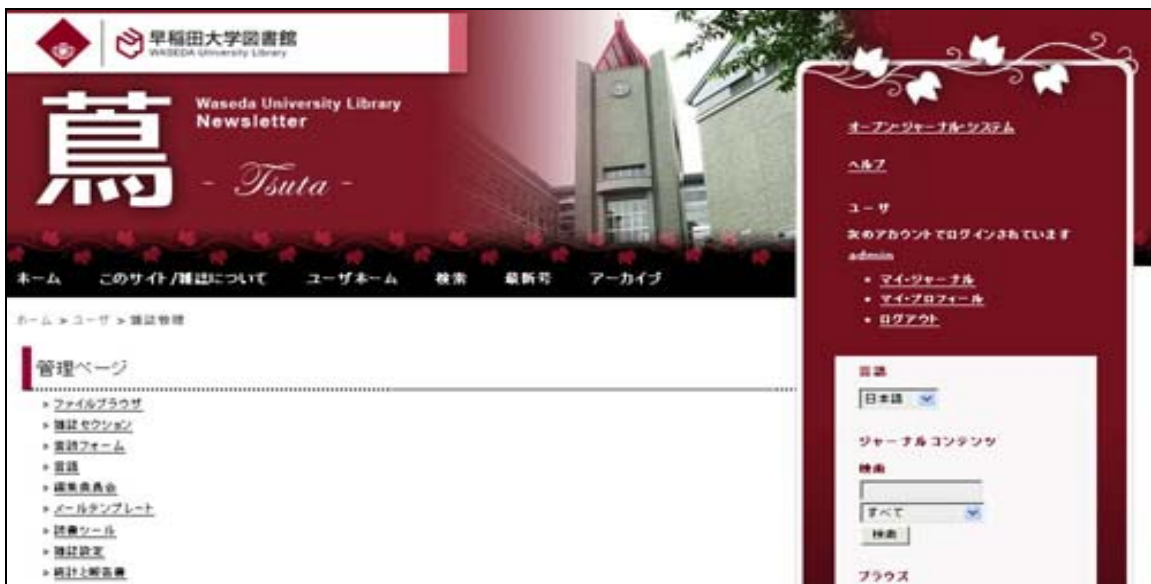 早稲田大学図書館
WASEDA University Library
蔦
Waseda University Library
Newsletter
- Tsuta -
ホーム このサイト/雑誌について ユーザホーム 検索 最新号 アーカイブ
ホーム > ユーザ > 雑誌管理
管理ページ
» ファイルブラウザ
» 雑誌セクション
» 査読フォーム
» 言語
» 編集委員会
» メールテンプレート
» 読書ツール
» 雑誌設定
» 統計と報告書
オープン・ジャーナル・システム
ヘルプ
ユーザ
次のアカウントでログインされています
admin
マイ・ジャーナル
マイ・プロフィール
ログアウト
言語
日本語
ジャーナルコンテンツ
検索
すべて
検索
ブラウズ